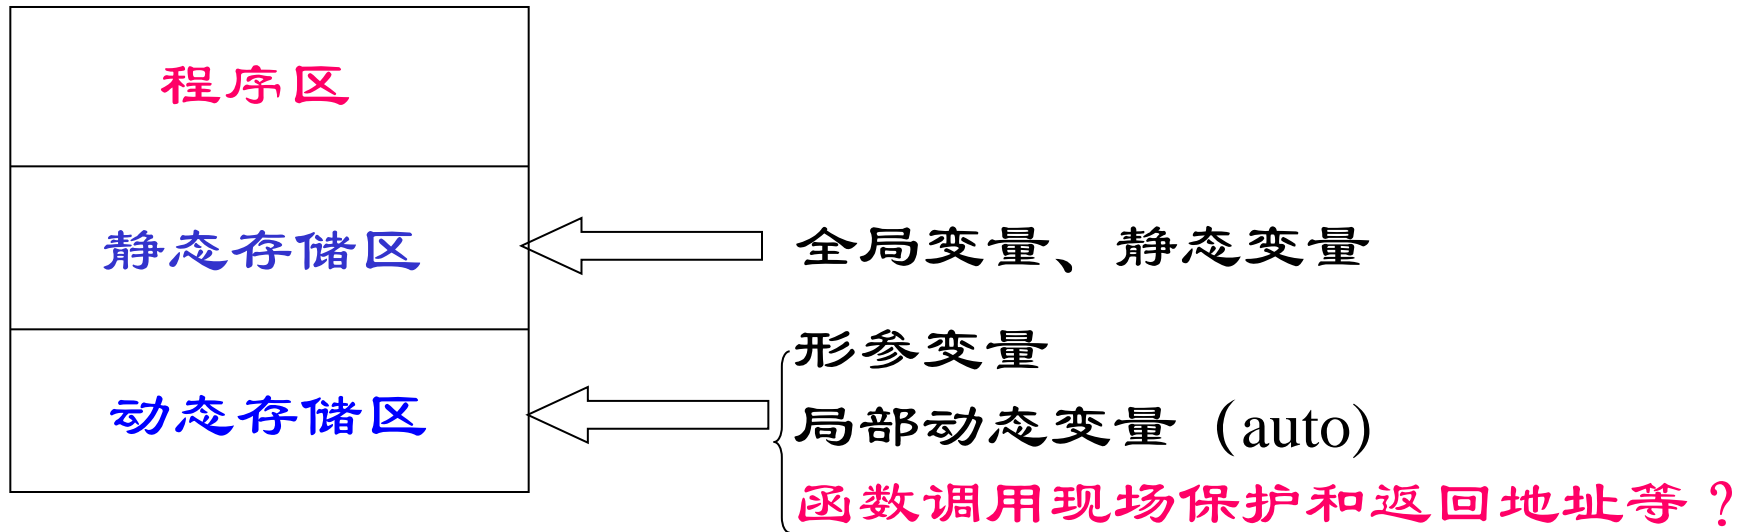 程序区
静态存储区
全局变量、静态变量
动态存储区
形参变量
局部动态变量（auto)
函数调用现场保护和返回地址等？